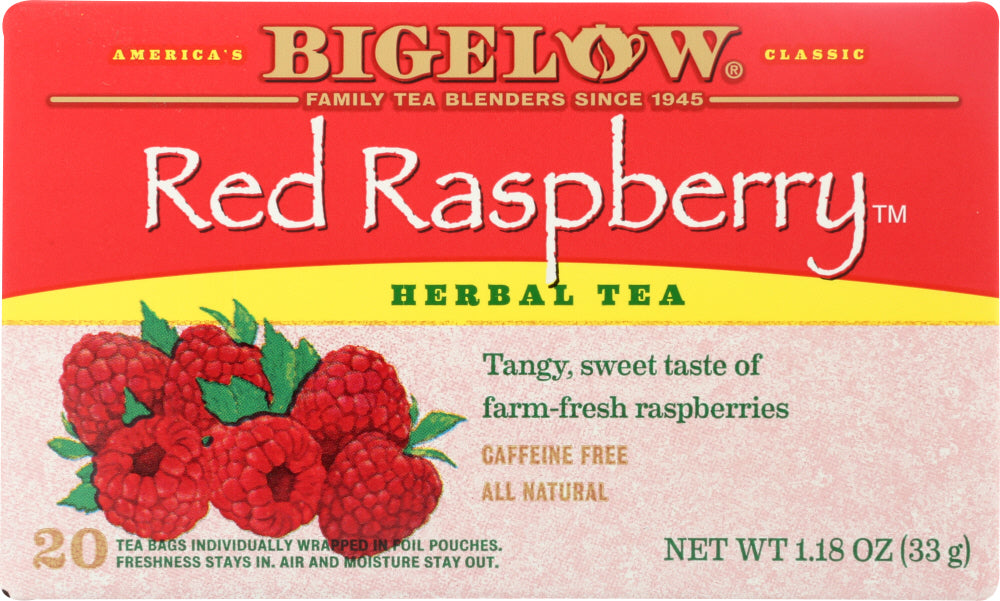 AMERICA'S BIGELOW® CLASSIC
FAMILY TEA BLENDERS SINCE 1945
Red Raspberry™
HERBAL TEA
Tangy, sweet taste of
farm-fresh raspberries
CAFFEINE FREE
ALL NATURAL
20 TEA BAGS INDIVIDUALLY WRAPPED IN FOIL POUCHES.
FRESHNESS STAYS IN. AIR AND MOISTURE STAY OUT.
NET WT 1.18 OZ (33 g)